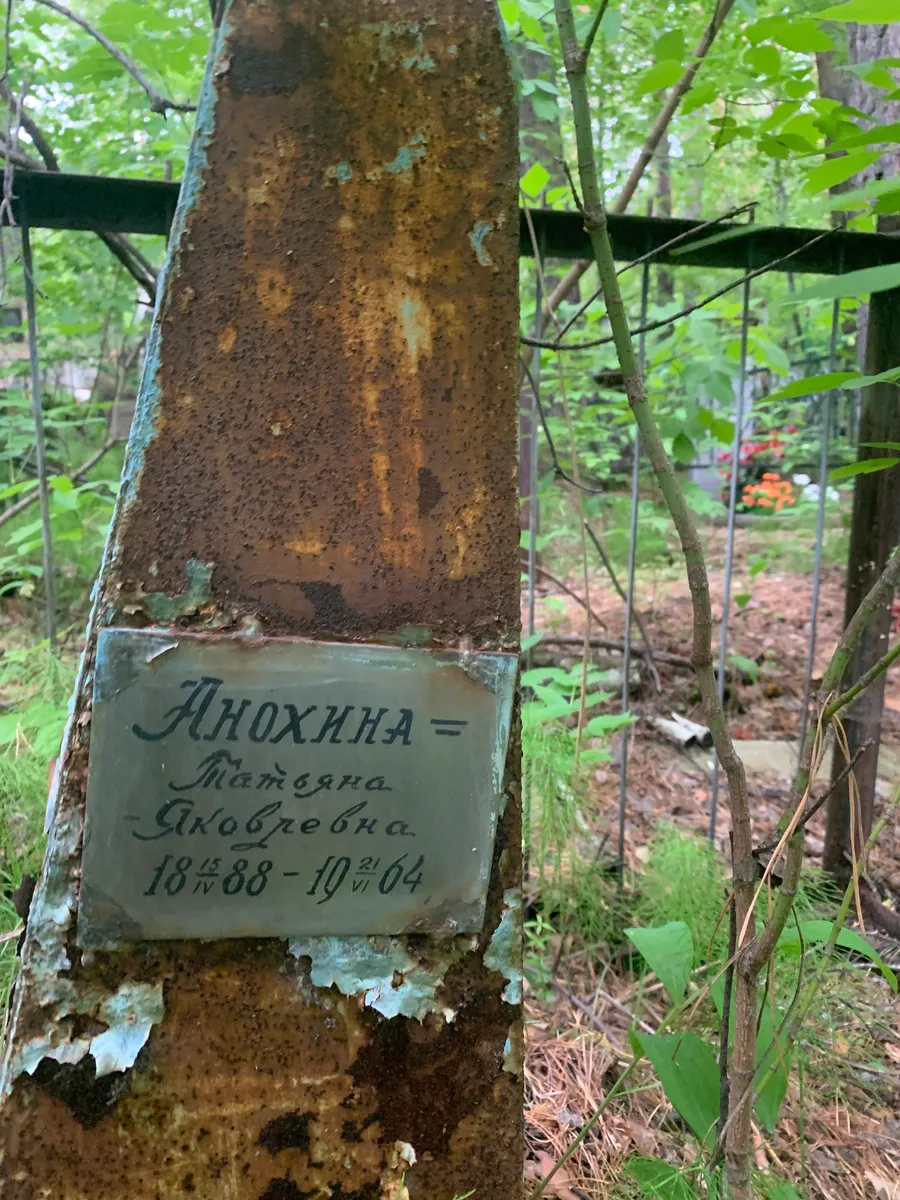 Анохина =
Татьяна
Яковлевна
18 15/IV 88 - 19 21/VI 64